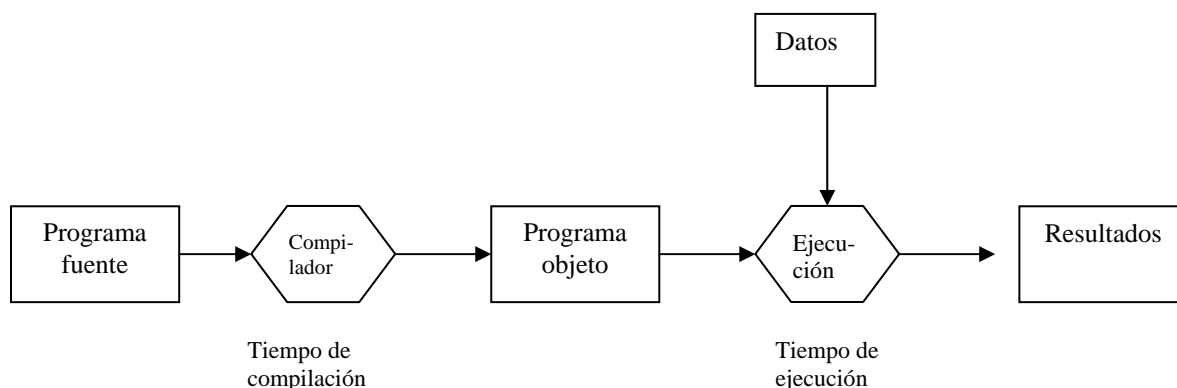 Datos
Programa
fuente
Compi-
lador
Programa
objeto
Ejecu-
ción
Resultados
Tiempo de
compilación
Tiempo de
ejecución